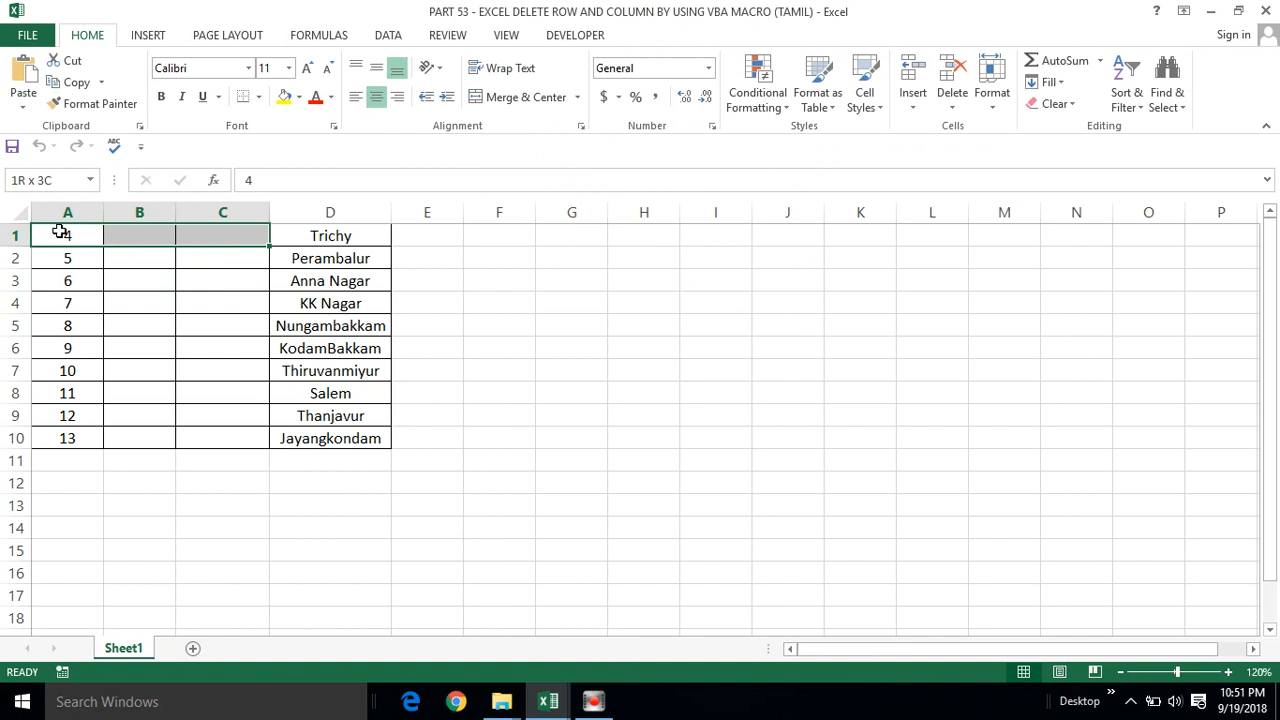 PART 53 - EXCEL DELETE ROW AND COLUMN BY USING VBA MACRO (TAMIL) - Excel
FILE HOME INSERT PAGE LAYOUT FORMULAS DATA REVIEW VIEW DEVELOPER Sign in
Paste Cut Copy Format Painter
Clipboard
Calibri 11
B I U A
Font
Wrap Text
Merge & Center
Alignment
General
$ % ,
Number
Conditional Formatting Format as Table Cell Styles
Styles
Insert Delete Format
Cells
AutoSum Fill Clear Sort & Filter Find & Select
Editing
1R x 3C fx 4
A B C D E F G H I J K L M N O P
1 4 Trichy
2 5 Perambalur
3 6 Anna Nagar
4 7 KK Nagar
5 8 Nungambakkam
6 9 KodamBakkam
7 10 Thiruvanmiyur
8 11 Salem
9 12 Thanjavur
10 13 Jayangkondam
11
12
13
14
15
16
17
18
Sheet1
READY 120%
Search Windows Desktop 10:51 PM
9/19/2018